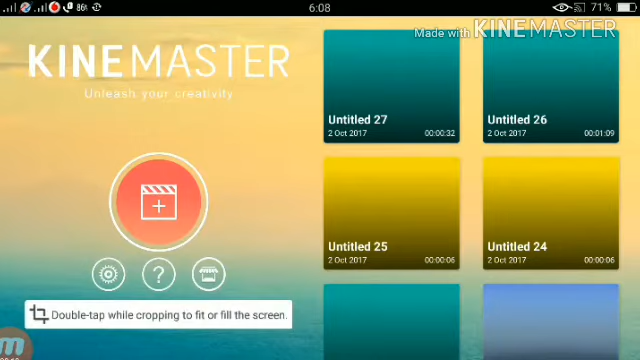 6:08
71%
Made with KINEMASTER
KINEMASTER
Unleash your creativity
Untitled 27
2 Oct 2017 00:00:32
Untitled 26
2 Oct 2017 00:01:09
Untitled 25
2 Oct 2017 00:00:06
Untitled 24
2 Oct 2017 00:00:06
?
Double-tap while cropping to fit or fill the screen.